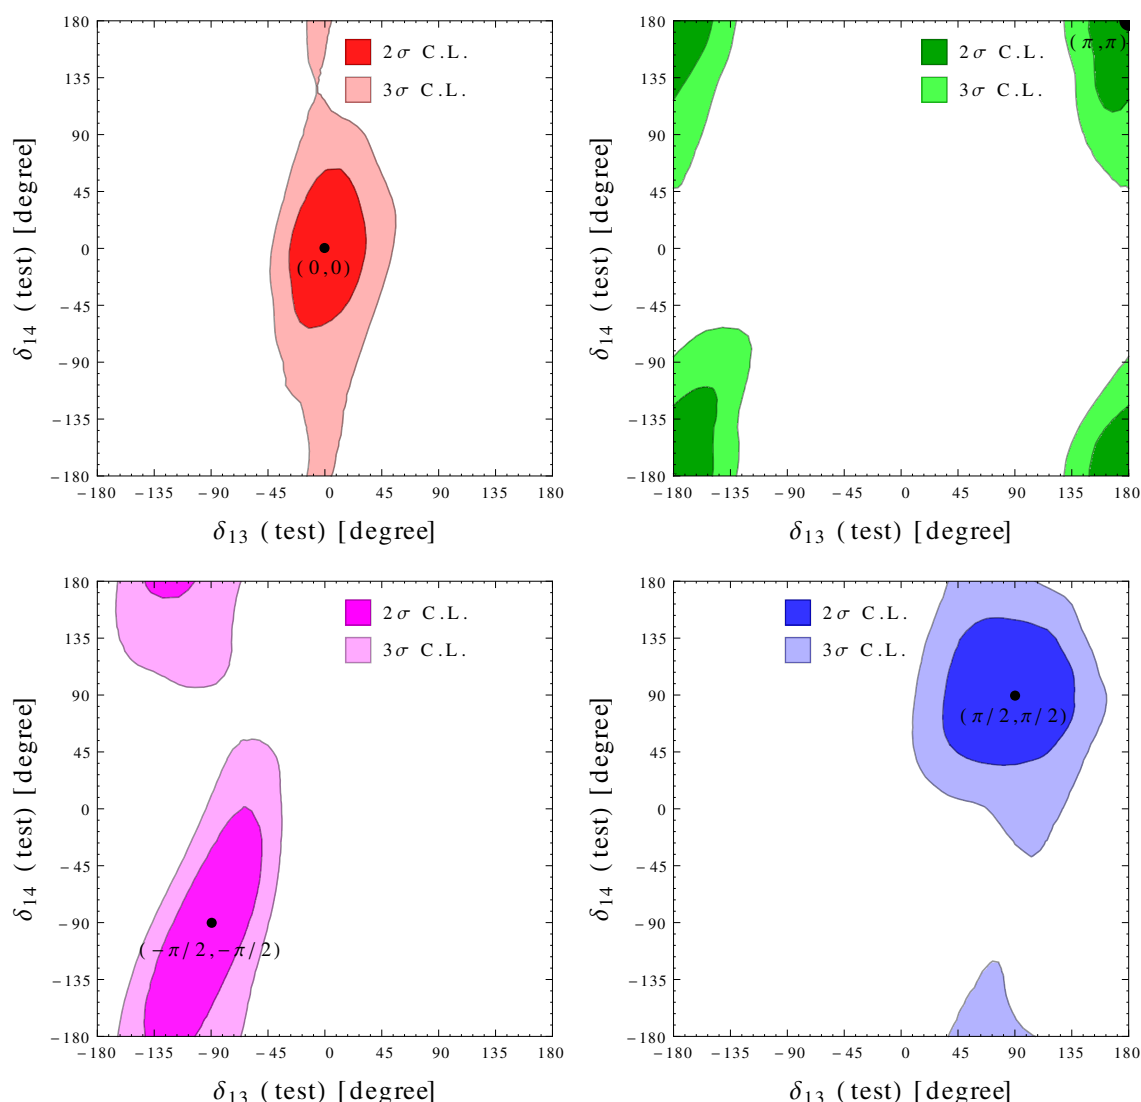 180
135
90
45
0
−45
−90
−135
−180
−180 −135 −90 −45 0 45 90 135 180
δ14 (test) [degree]
δ13 (test) [degree]
2σ C.L.
3σ C.L.
(0,0)
180
135
90
45
0
−45
−90
−135
−180
−180 −135 −90 −45 0 45 90 135 180
δ14 (test) [degree]
δ13 (test) [degree]
2σ C.L.
3σ C.L.
(π,π)
180
135
90
45
0
−45
−90
−135
−180
−180 −135 −90 −45 0 45 90 135 180
δ14 (test) [degree]
δ13 (test) [degree]
2σ C.L.
3σ C.L.
(−π/2,−π/2)
180
135
90
45
0
−45
−90
−135
−180
−180 −135 −90 −45 0 45 90 135 180
δ14 (test) [degree]
δ13 (test) [degree]
2σ C.L.
3σ C.L.
(π/2,π/2)